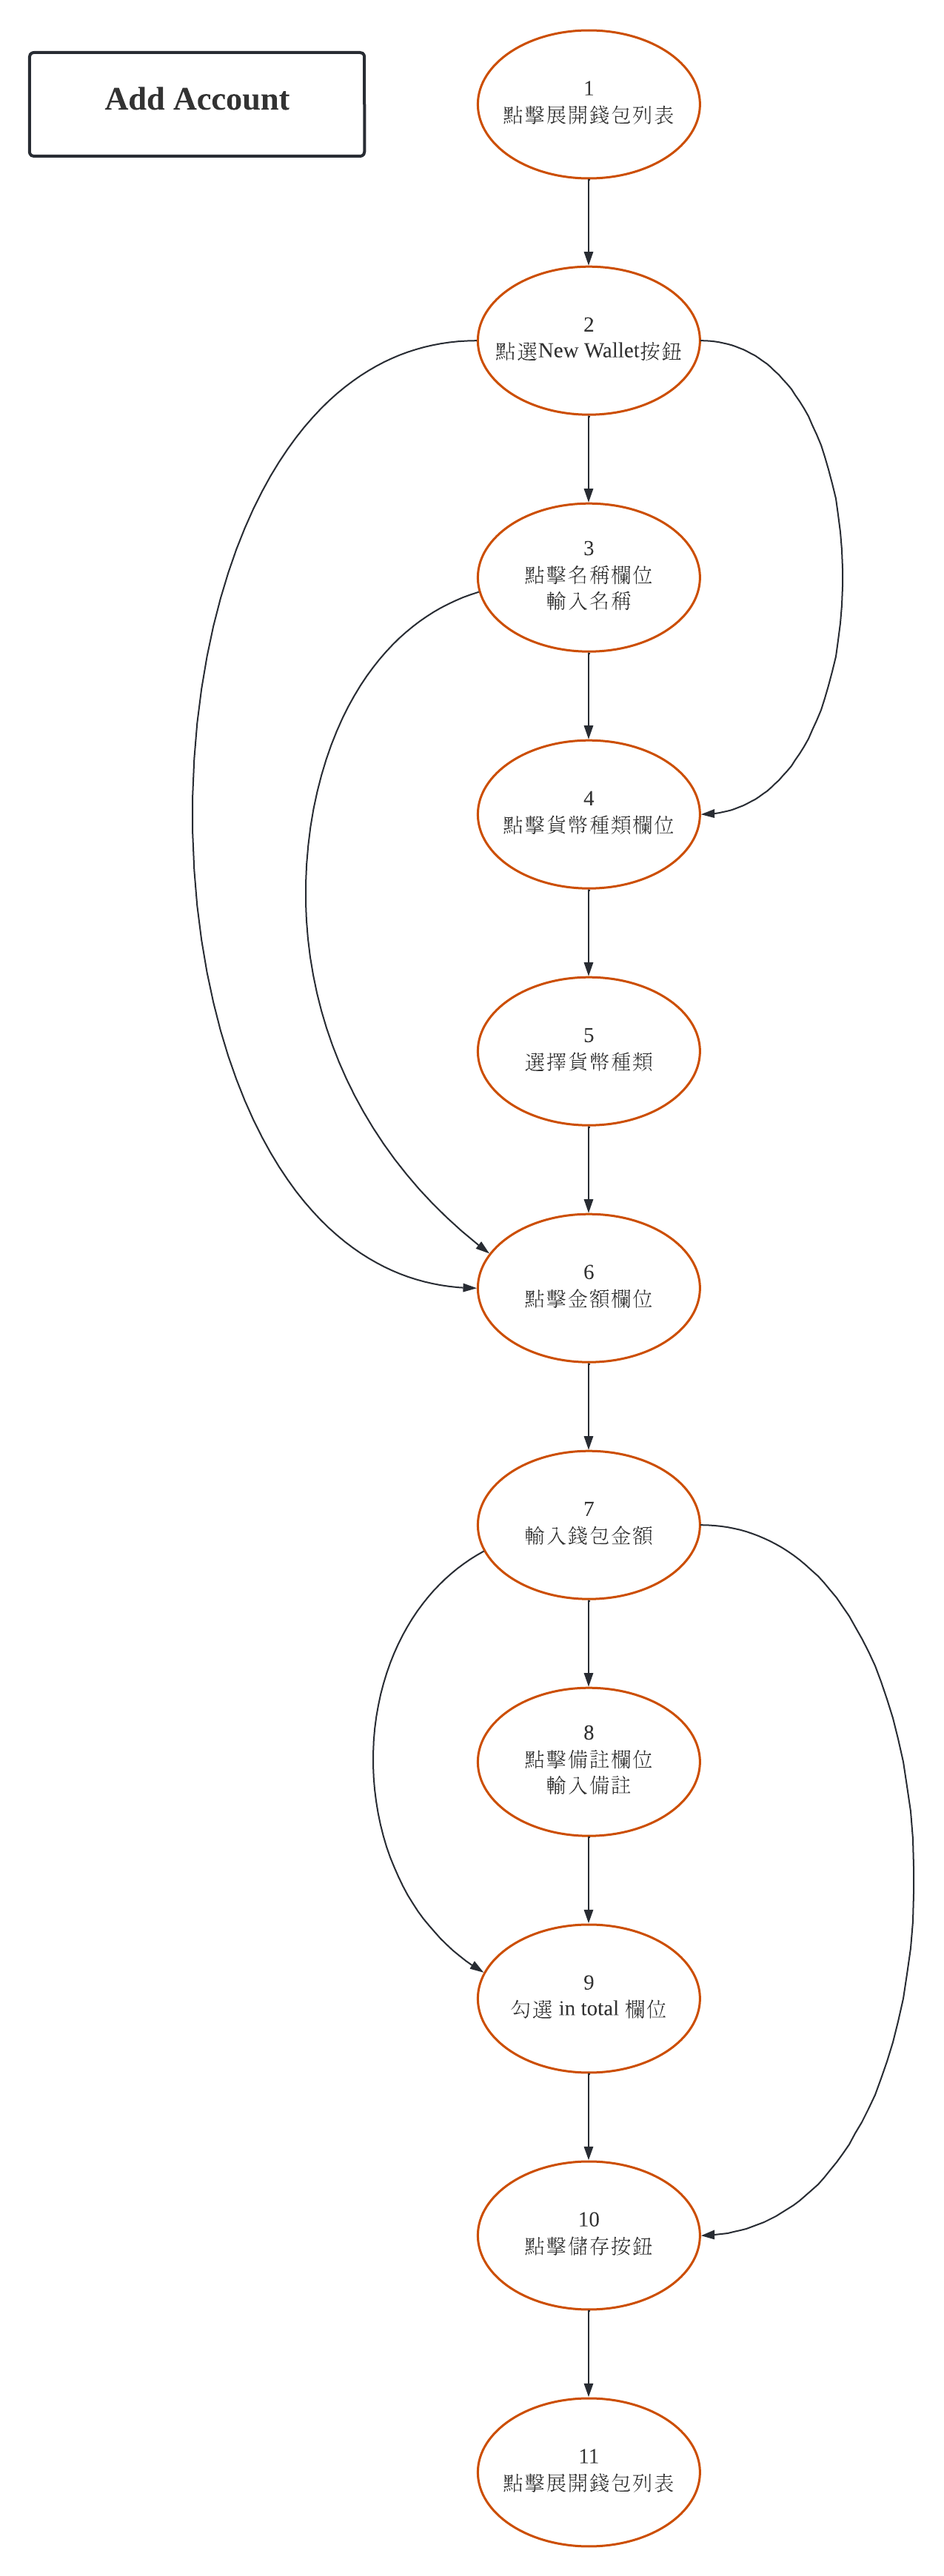 Add Account
1
點擊展開錢包列表
2
點選New Wallet按鈕
3
點擊名稱欄位
輸入名稱
4
點擊貨幣種類欄位
5
選擇貨幣種類
6
點擊金額欄位
7
輸入錢包金額
8
點擊備註欄位
輸入備註
9
勾選 in total 欄位
10
點擊儲存按鈕
11
點擊展開錢包列表